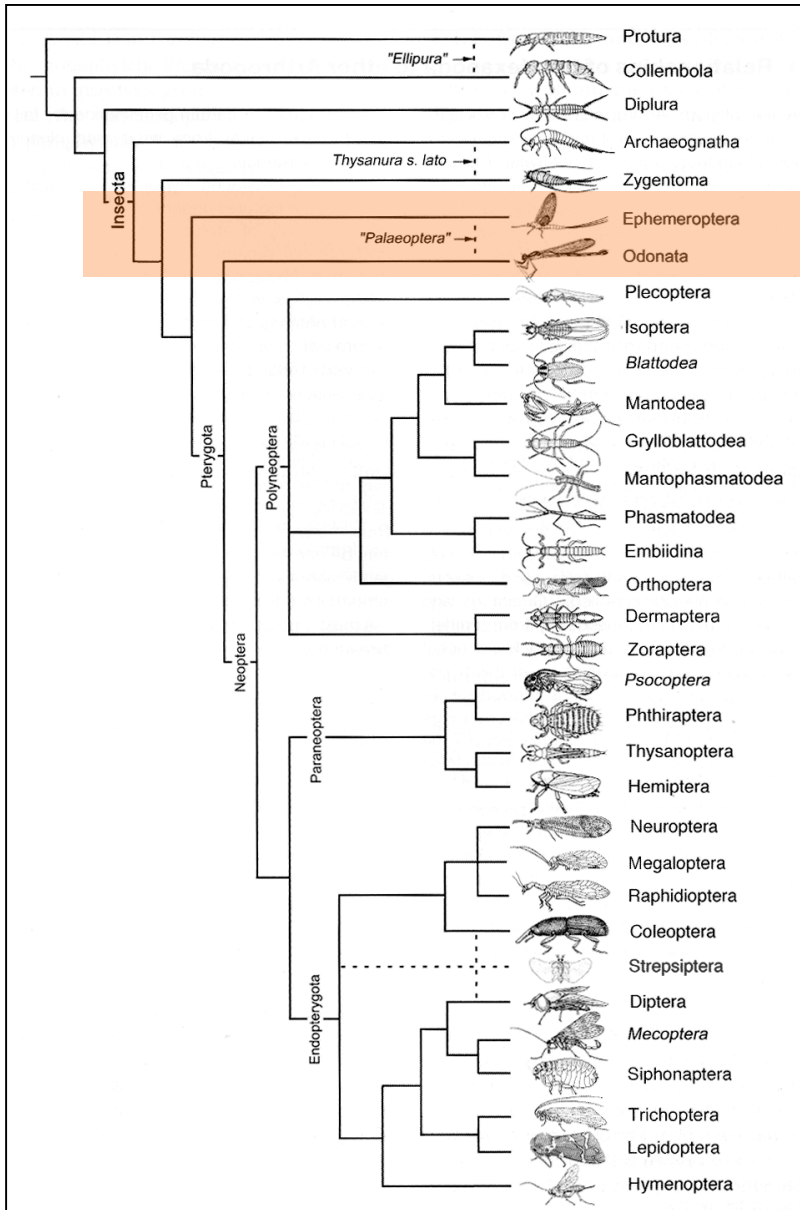 Protura
"Ellipura"
Collembola
Diplura
Archaeognatha
Thysanura s. lato
Zygentoma
Insecta
Ephemeroptera
"Palaeoptera"
Odonata
Plecoptera
Isoptera
Blattodea
Mantodea
Grylloblattodea
Pterygota
Polyneoptera
Mantophasmatodea
Phasmatodea
Embiidina
Orthoptera
Dermaptera
Zoraptera
Neoptera
Psocoptera
Phthiraptera
Paraneoptera
Thysanoptera
Hemiptera
Neuroptera
Megaloptera
Raphidioptera
Coleoptera
Strepsiptera
Diptera
Endopterygota
Mecoptera
Siphonaptera
Trichoptera
Lepidoptera
Hymenoptera